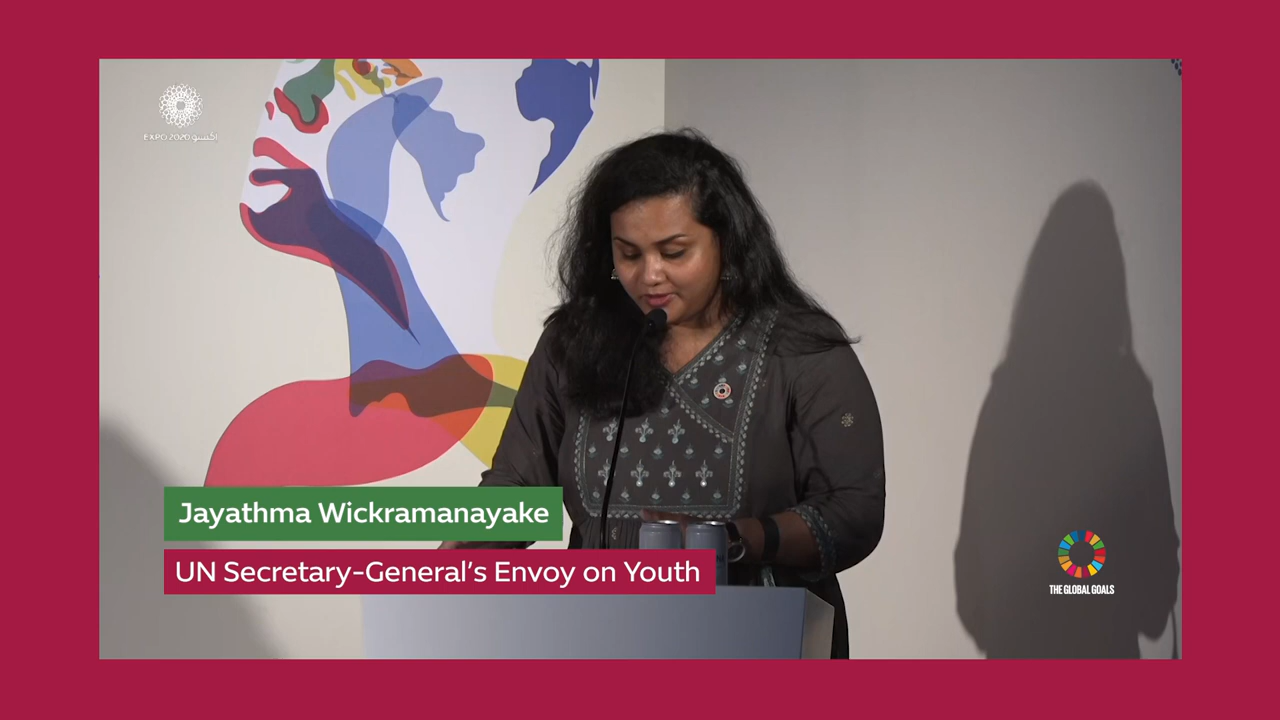 EXPO 2020 إكسبو
Jayathma Wickramanayake
UN Secretary-General's Envoy on Youth
THE GLOBAL GOALS